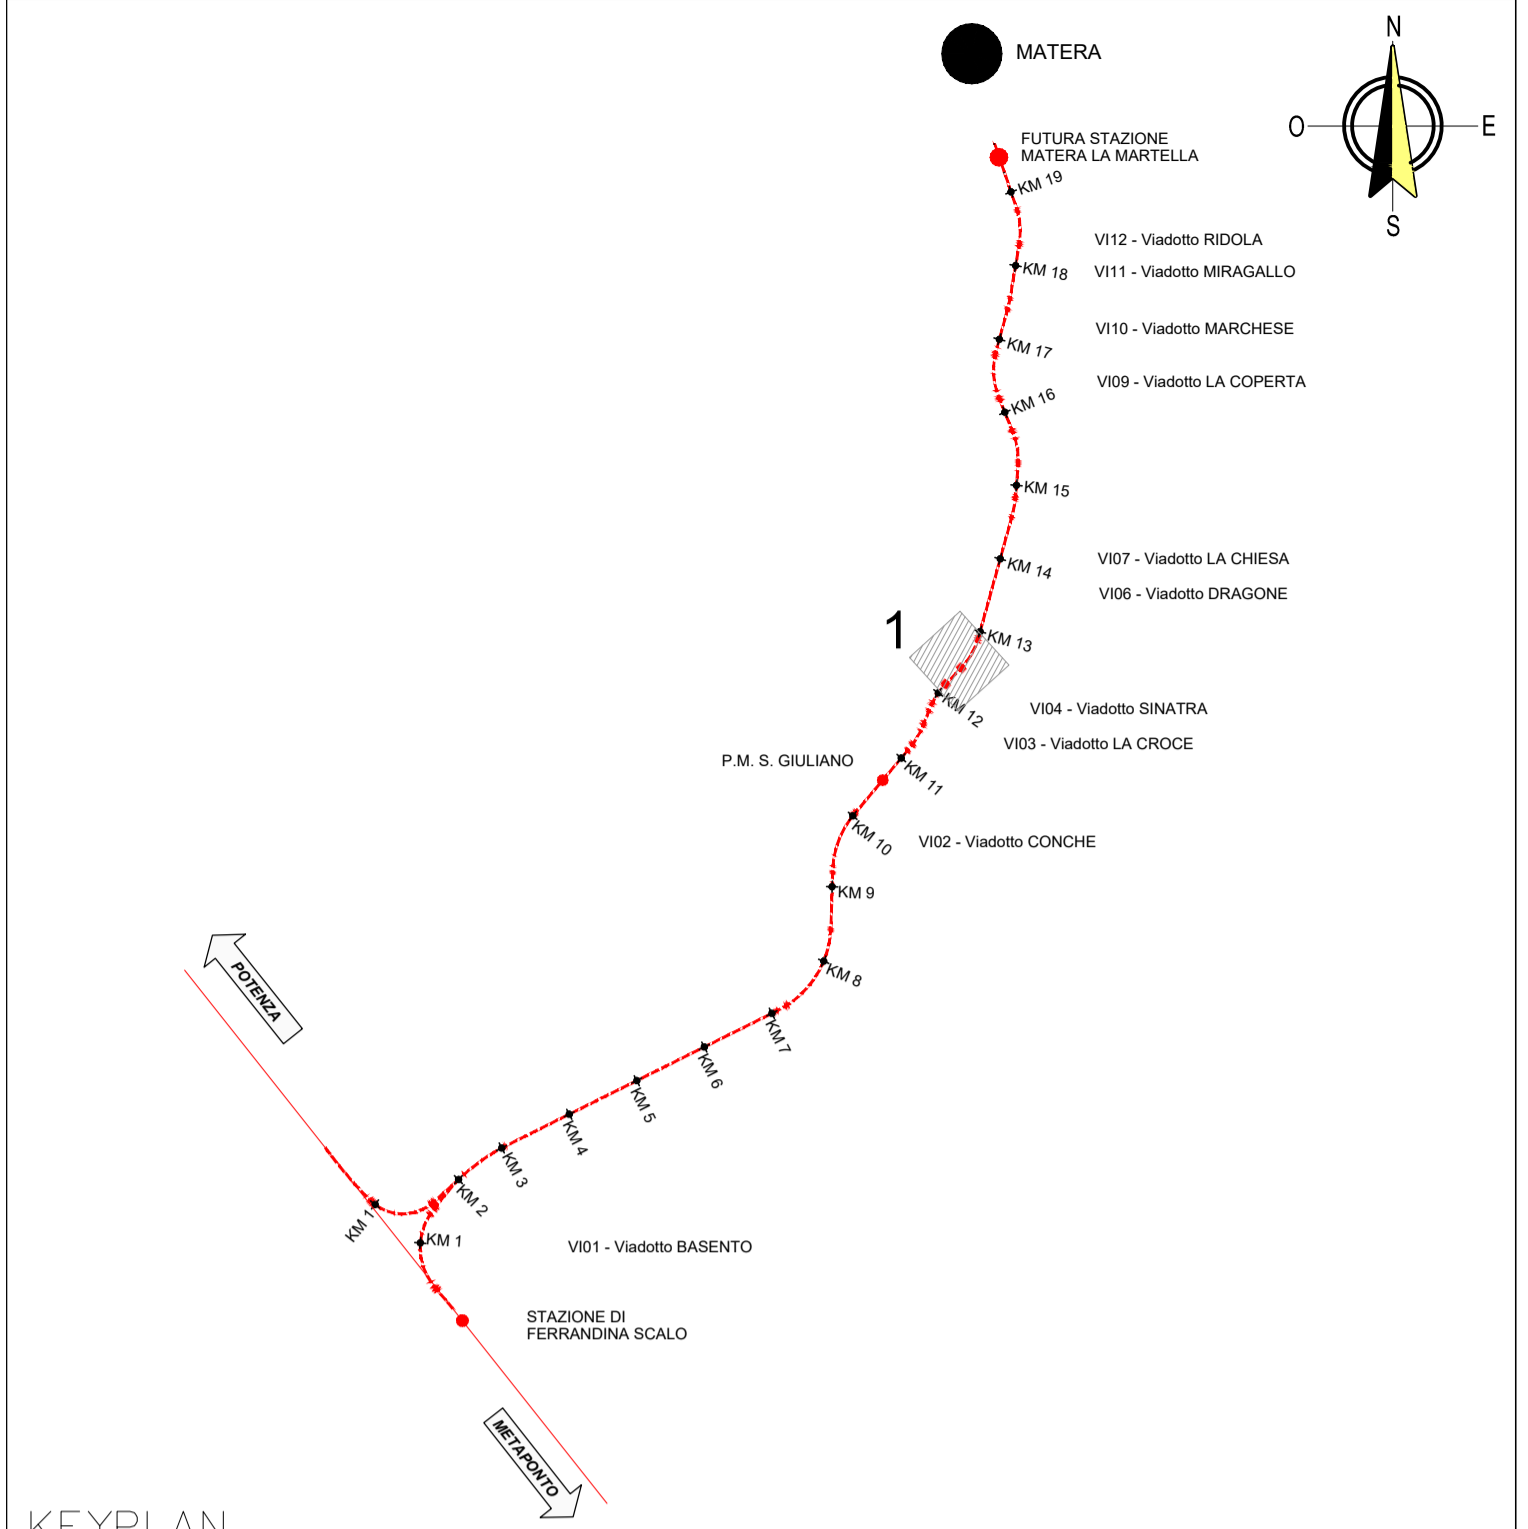 N
MATERA
O
E
S
FUTURA STAZIONE
MATERA LA MARTELLA
KM 19
VI12 - Viadotto RIDOLA
KM 18
VI11 - Viadotto MIRAGALLO
VI10 - Viadotto MARCHESE
KM 17
VI09 - Viadotto LA COPERTA
KM 16
KM 15
VI07 - Viadotto LA CHIESA
KM 14
VI06 - Viadotto DRAGONE
1
KM 13
KM 12
VI04 - Viadotto SINATRA
VI03 - Viadotto LA CROCE
P.M. S. GIULIANO
KM 11
KM 10
VI02 - Viadotto CONCHE
KM 9
KM 8
POTENZA
KM 7
KM 6
KM 5
KM 4
KM 3
KM 2
KM 1
KM 1
VI01 - Viadotto BASENTO
STAZIONE DI
FERRANDINA SCALO
METAPONTO
KEYPLAN